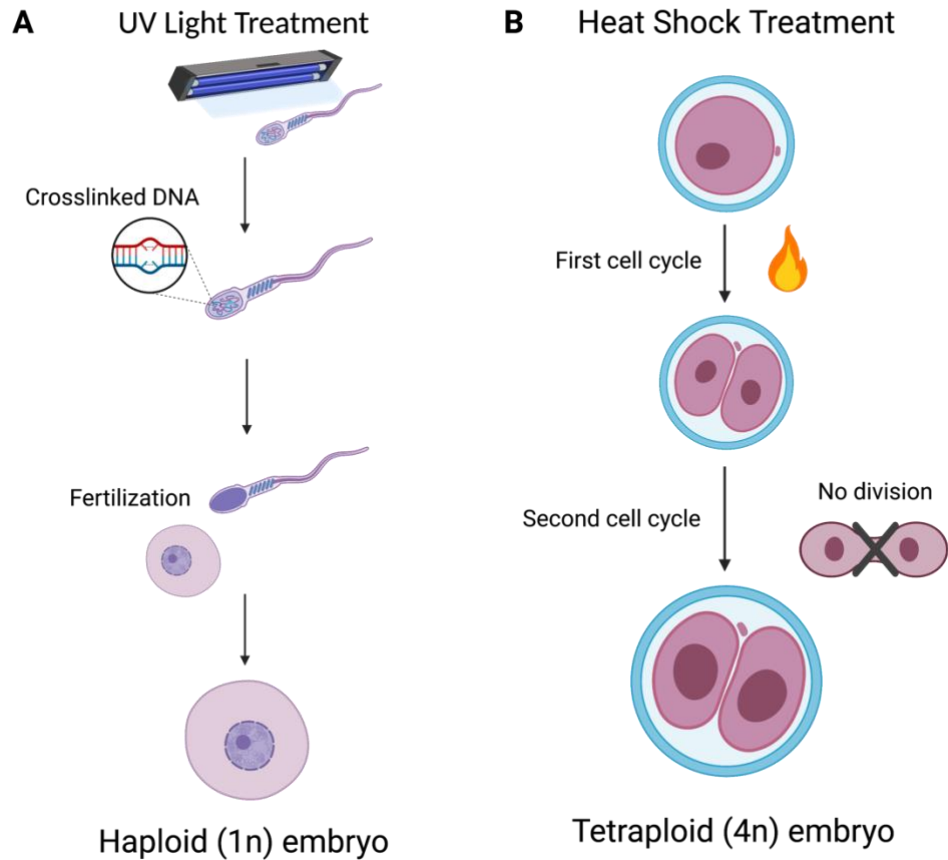 A
UV Light Treatment
Crosslinked DNA
Fertilization
Haploid (1n) embryo
B
Heat Shock Treatment
First cell cycle
Second cell cycle
No division
Tetraploid (4n) embryo